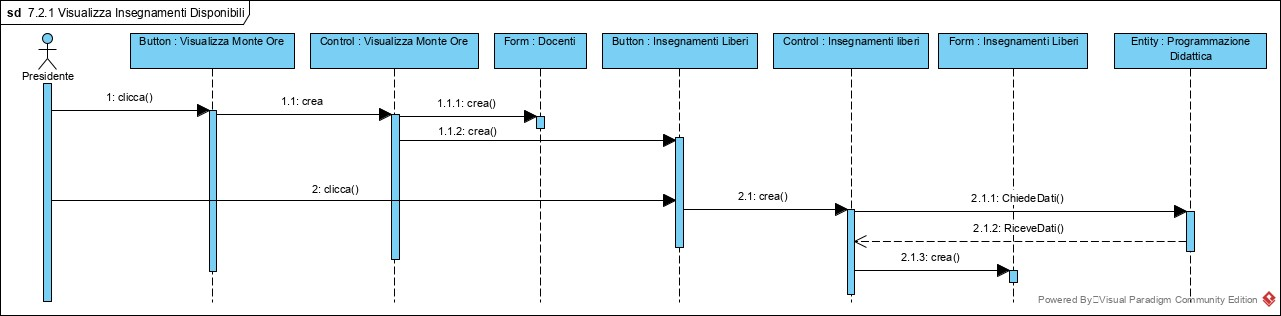 sd 7.2.1 Visualizza Insegnamenti Disponibili
Presidente
Button : Visualizza Monte Ore
Control : Visualizza Monte Ore
Form : Docenti
Button : Insegnamenti Liberi
Control : Insegnamenti liberi
Form : Insegnamenti Liberi
Entity : Programmazione
Didattica
1: clicca()
1.1: crea
1.1.1: crea()
1.1.2: crea()
2: clicca()
2.1: crea()
2.1.1: ChiedeDati()
2.1.2: RiceveDati()
2.1.3: crea()
Powered By Visual Paradigm Community Edition